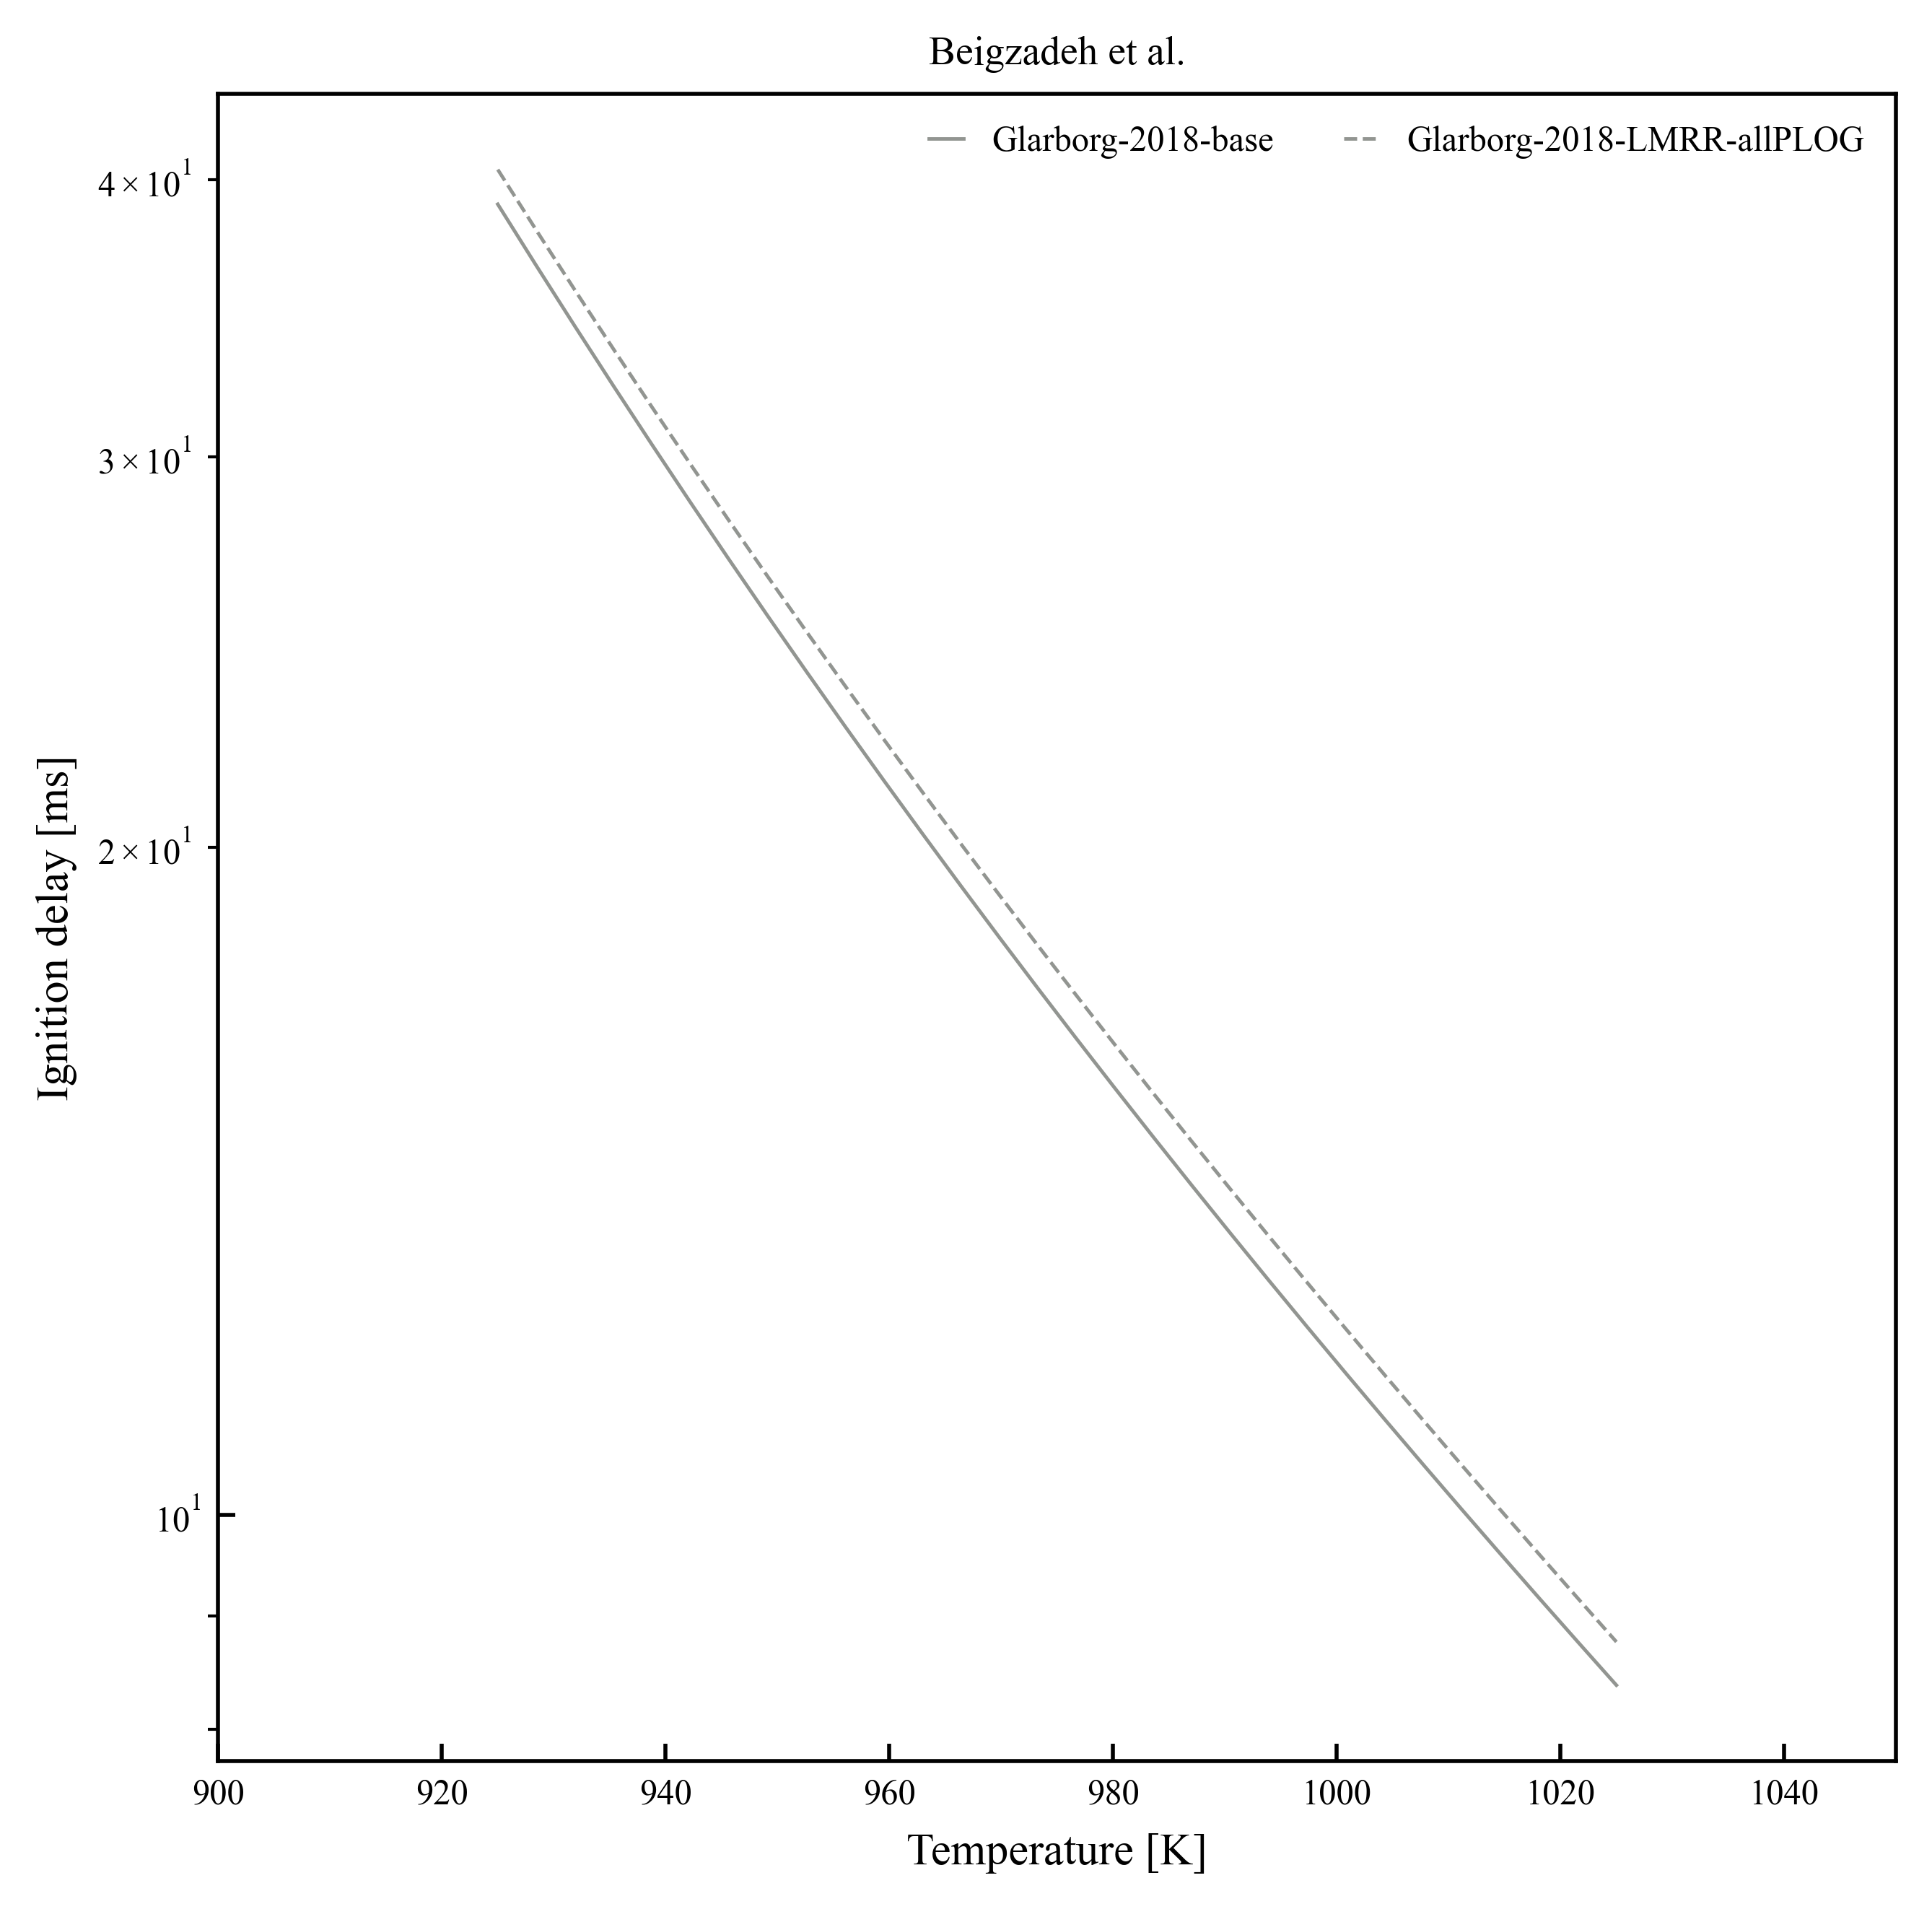 Beigzadeh et al.
Glarborg-2018-base
Glarborg-2018-LMRR-allPLOG
4×10¹
3×10¹
2×10¹
10¹
Ignition delay [ms]
900 920 940 960 980 1000 1020 1040
Temperature [K]